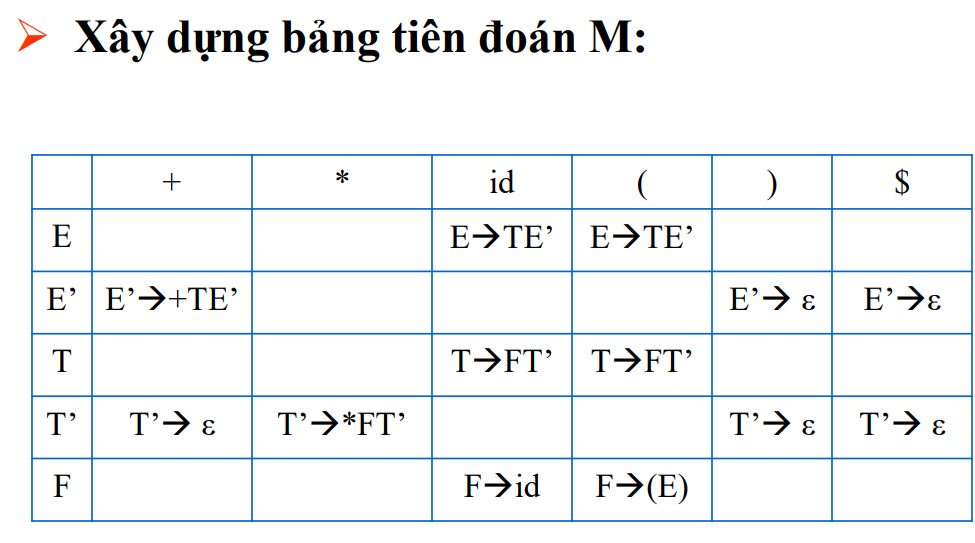 Xây dựng bảng tiên đoán M:
+ * id ( ) $
E E→TE’ E→TE’
E’ E’→+TE’ E’→ ε E’→ε
T T→FT’ T→FT’
T’ T’→ ε T’→*FT’ T’→ ε T’→ ε
F F→id F→(E)